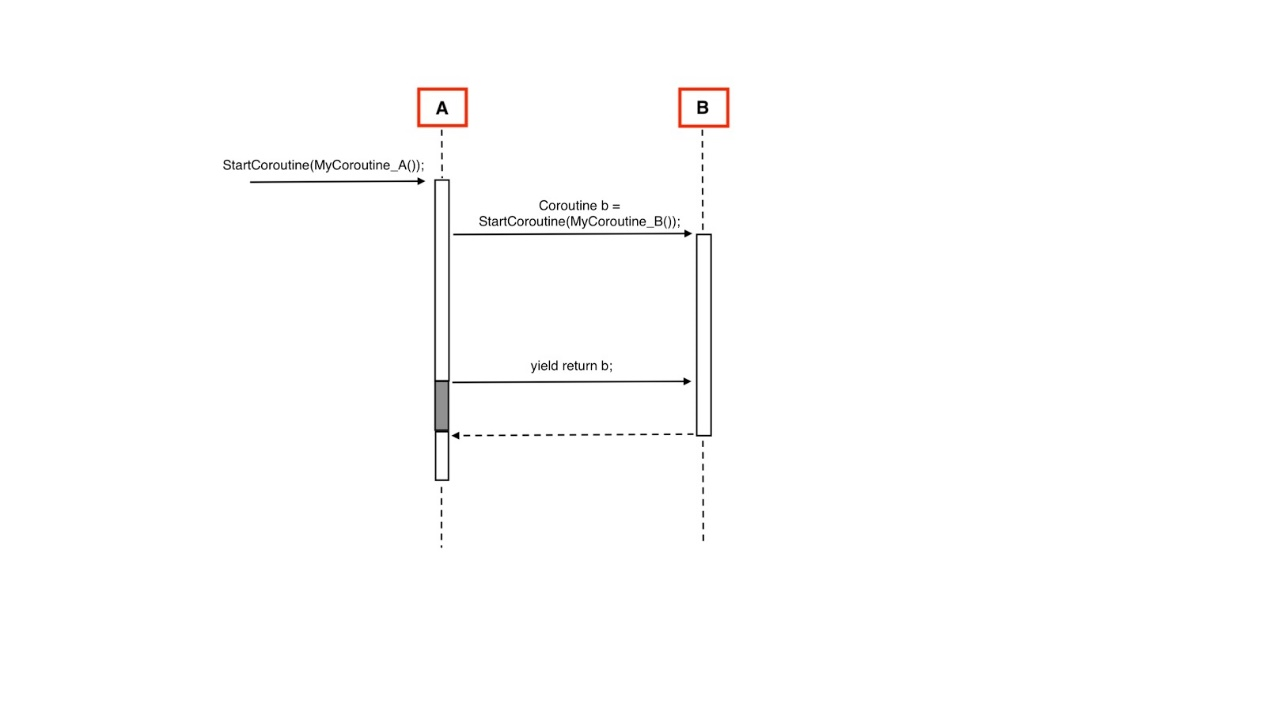 A
B
StartCoroutine(MyCoroutine_A());
Coroutine b =
StartCoroutine(MyCoroutine_B());
yield return b;